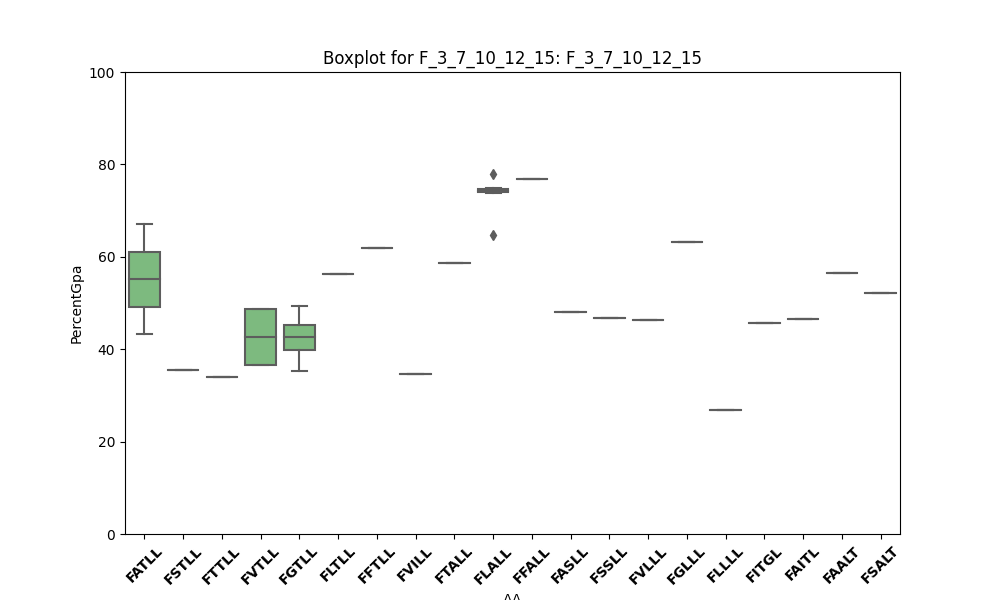 Boxplot for F_3_7_10_12_15: F_3_7_10_12_15
100
80
60
40
20
0
PercentGpa
FATLL
FSTLL
FTTLL
FVTLL
FGTLL
FLTLL
FFTLL
FVILL
FTALL
FLALL
FFALL
FASLL
FSSLL
FVLLL
FGLLL
FLLLL
FITGL
FAITL
FAALT
FSALT
AA